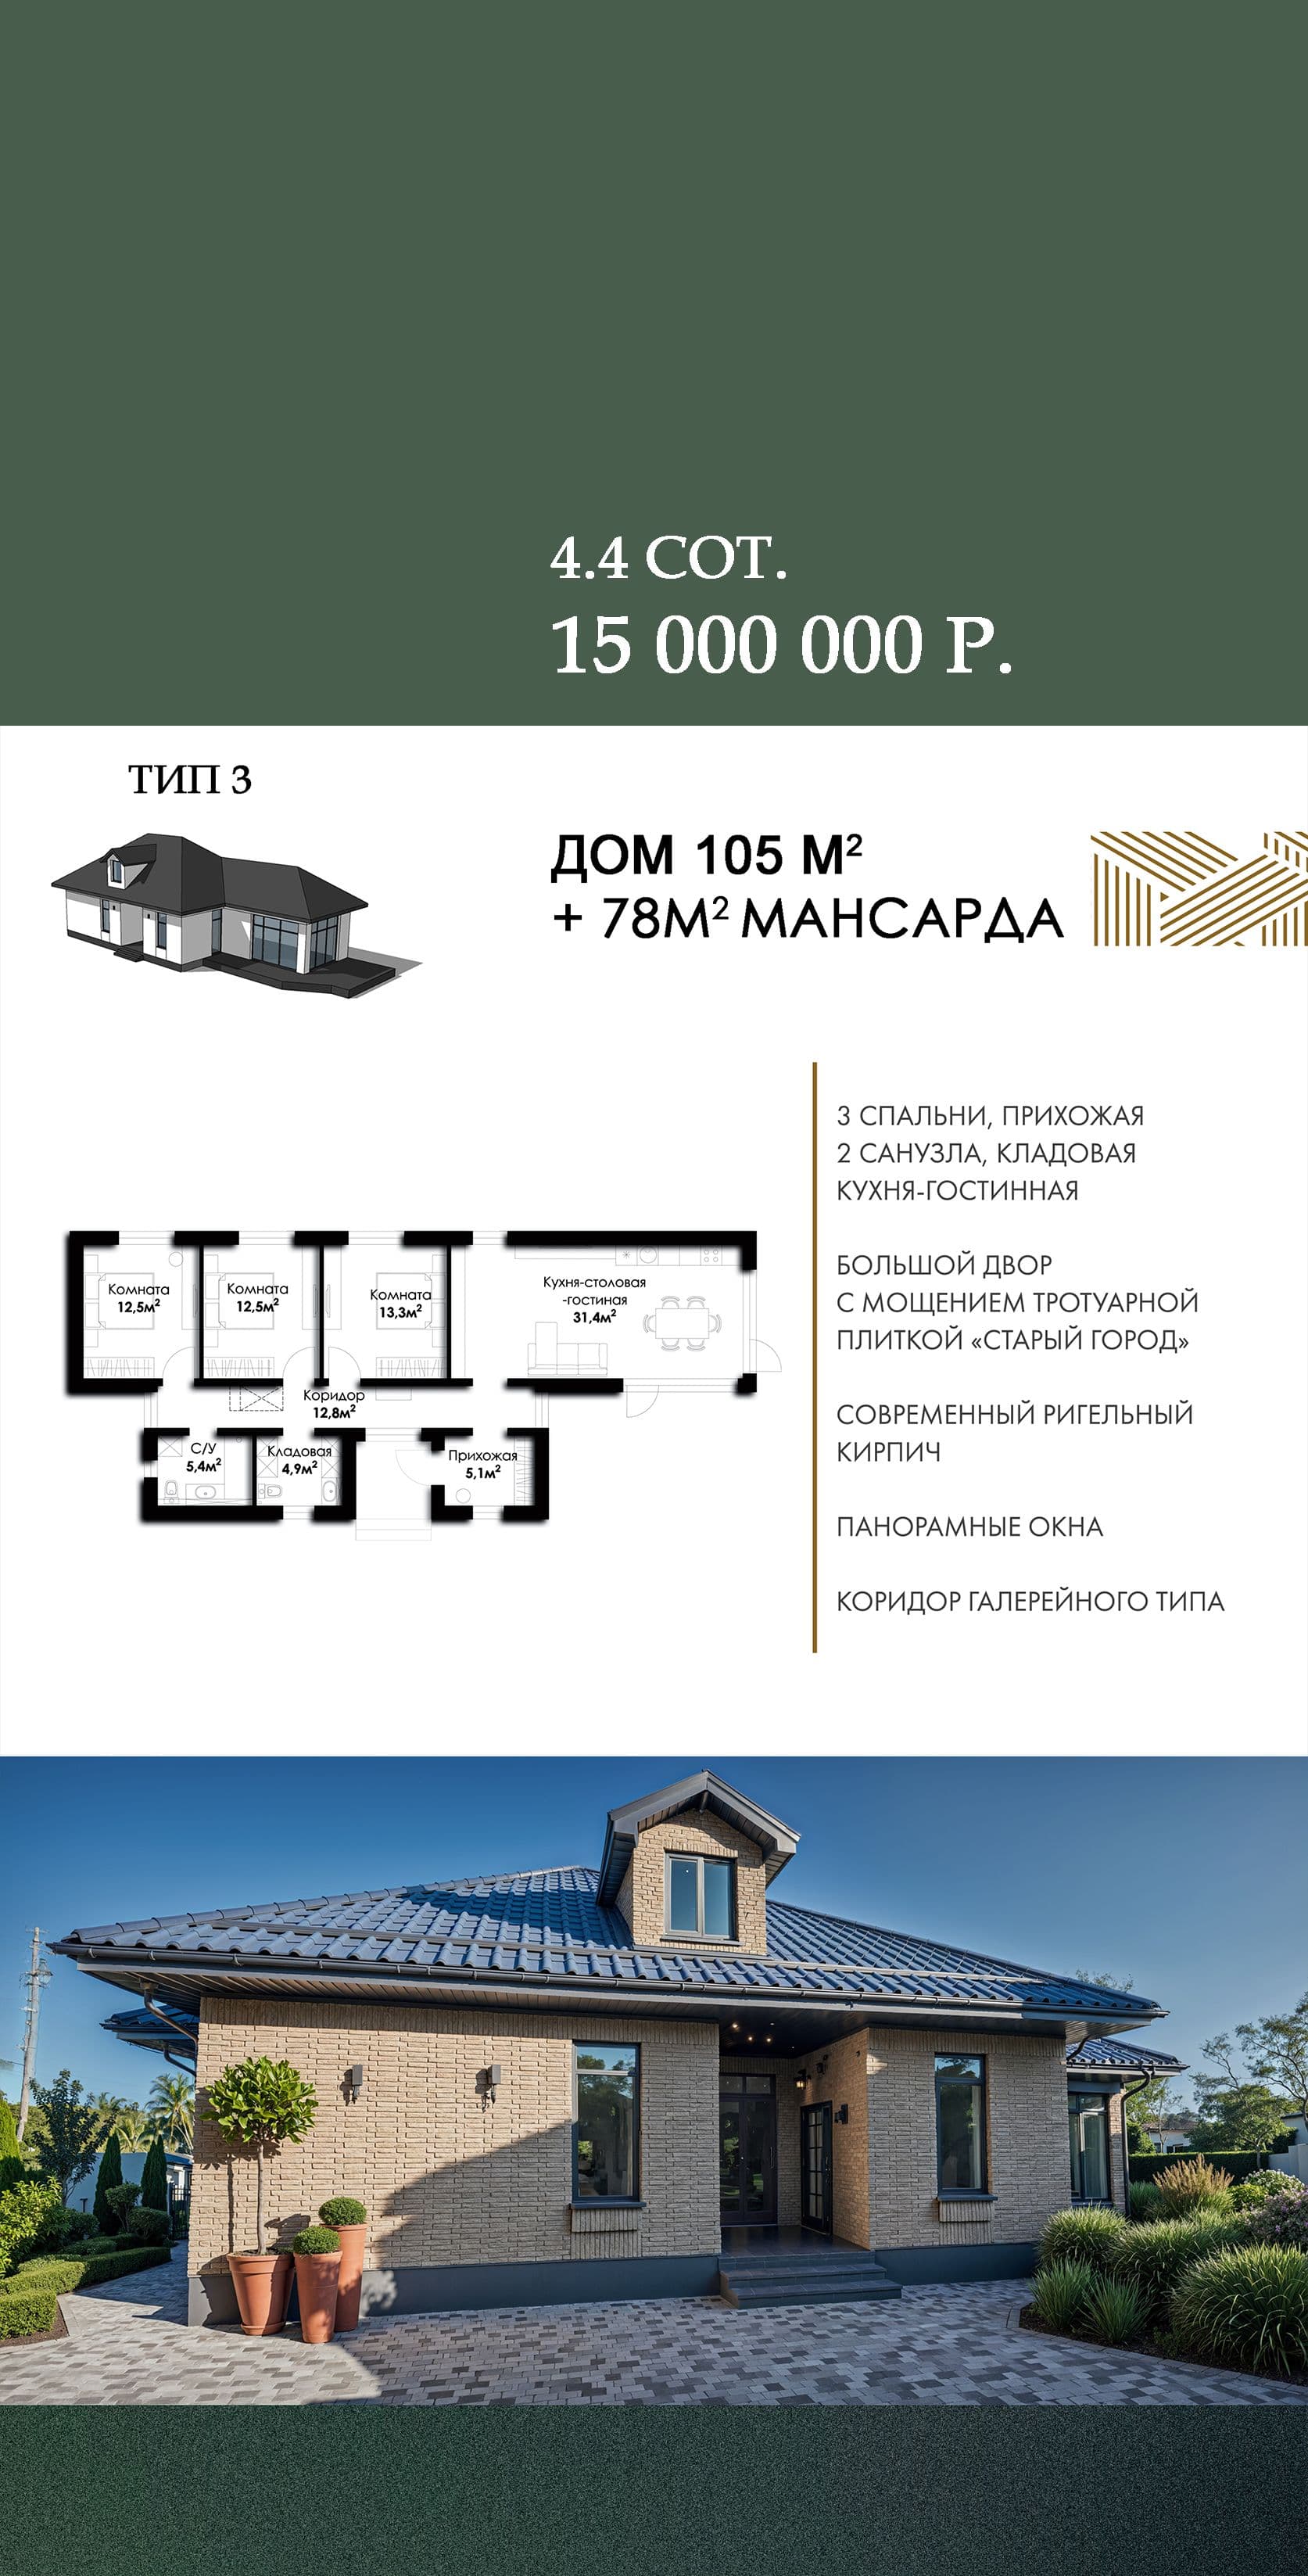 4.4 СОТ.
15 000 000 Р.
ТИП 3
ДОМ 105 М²
+ 78М² МАНСАРДА
3 СПАЛЬНИ, ПРИХОЖАЯ
2 САНУЗЛА, КЛАДОВАЯ
КУХНЯ-ГОСТИННАЯ
БОЛЬШОЙ ДВОР
С МОЩЕНИЕМ ТРОТУАРНОЙ
ПЛИТКОЙ «СТАРЫЙ ГОРОД»
СОВРЕМЕННЫЙ РИГЕЛЬНЫЙ
КИРПИЧ
ПАНОРАМНЫЕ ОКНА
КОРИДОР ГАЛЕРЕЙНОГО ТИПА
Комната
12,5м²
Комната
12,5м²
Комната
13,3м²
Кухня-столовая
-гостиная
31,4м²
Коридор
12,8м²
С/У
5,4м²
Кладовая
4,9м²
Прихожая
5,1м²